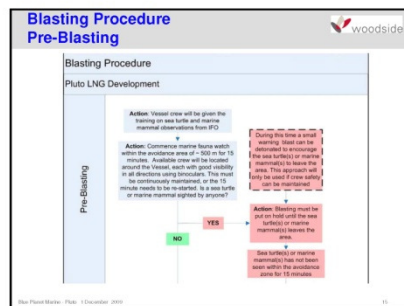 Blasting Procedure
Pre-Blasting
woodside
Blasting Procedure
Pluto LNG Development
Pre-Blasting
Action: Vessel crew will be given the
training on sea turtle and marine
mammal observations from IFO
Action: Commence marine fauna watch
within the avoidance area of ~ 500 m for 15
minutes. Available crew will be located
around the Vessel, each with good visibility
in all directions using binoculars. This must
be continuously maintained, or the 15
minute need to be re-started. Is a sea turtle
or marine mammal sighted by anyone?
YES
NO
During this time a small
warning blast can be
detonated to encourage
the sea turtle(s) or marine
mammal(s) to leave the
area. This approach will
only be used if crew safety
can be maintained
Action: Blasting must be
put on hold until the sea
turtle(s) or marine
mammal(s) leaves the
area.
Sea turtle(s) or marine
mammal(s) has not been
seen within the avoidance
zone for 15 minutes
Blue Planet Marine - Pluto 1 December 2009
15